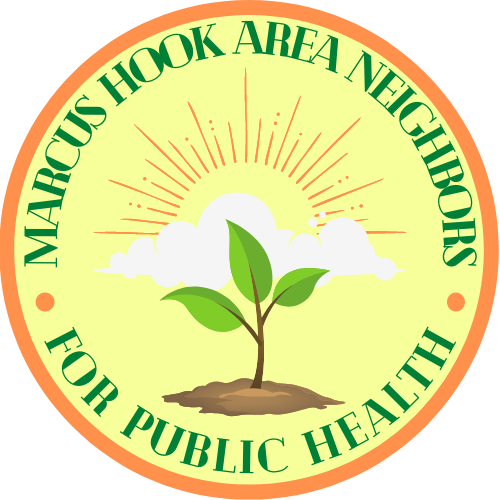 MARCUS HOOK AREA NEIGHBORS
FOR PUBLIC HEALTH